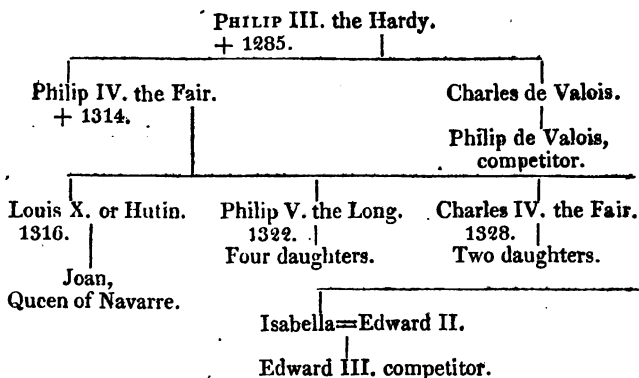 PHILIP III. the Hardy.
+ 1285.
Philip IV. the Fair. Charles de Valois.
+ 1314.
Philip de Valois,
competitor.
Louis X. or Hutin. Philip V. the Long. Charles IV. the Fair.
1316. 1322. 1328.
Four daughters. Two daughters.
Joan,
Queen of Navarre.
Isabella=Edward II.
Edward III. competitor.